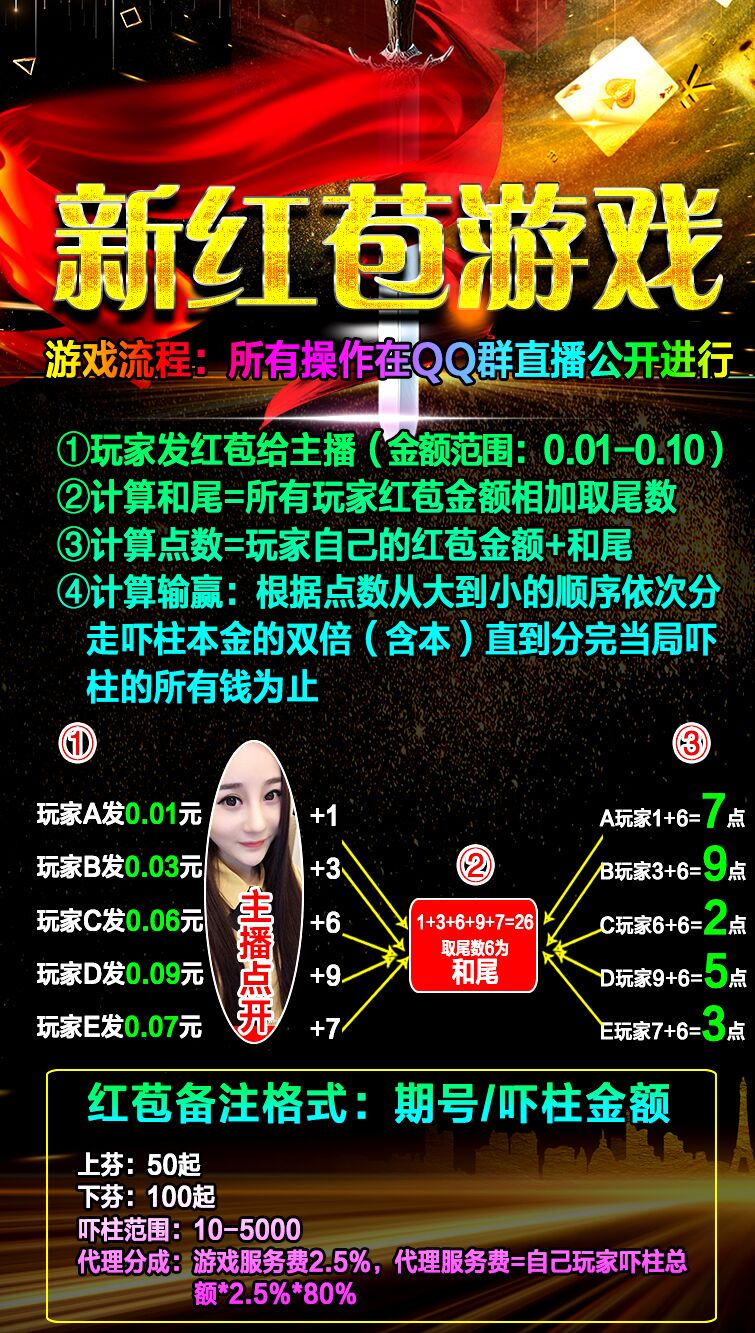 新红苞游戏
游戏流程：所有操作在QQ群直播公开进行
①玩家发红苞给主播（金额范围：0.01-0.10）
②计算和尾=所有玩家红苞金额相加取尾数
③计算点数=玩家自己的红苞金额+和尾
④计算输赢：根据点数从大到小的顺序依次分
走吓柱本金的双倍（含本）直到分完当局吓
柱的所有钱为止
①
③
玩家A发0.01元
+1
A玩家1+6=7点
玩家B发0.03元
+3
②
B玩家3+6=9点
玩家C发0.06元
+6
1+3+6+9+7=26
取尾数6为
和尾
C玩家6+6=2点
玩家D发0.09元
+9
D玩家9+6=5点
玩家E发0.07元
+7
E玩家7+6=3点
主播点开
红苞备注格式：期号/吓柱金额
上芬：50起
下芬：100起
吓柱范围：10-5000
代理分成：游戏服务费2.5%，代理服务费=自己玩家吓柱总
额*2.5%*80%